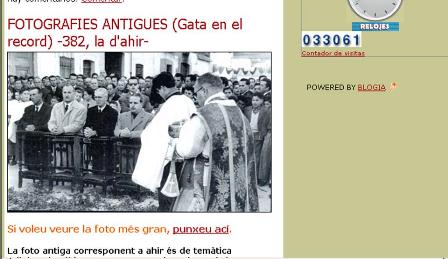 FOTOGRAFIES ANTIGUES (Gata en el
record) -382, la d'ahir-
Si voleu veure la foto més gran, punxeu ací.
La foto antiga corresponent a ahir és de temàtica
RELOJES
033061
Contador de visitas
POWERED BY BLOGIA